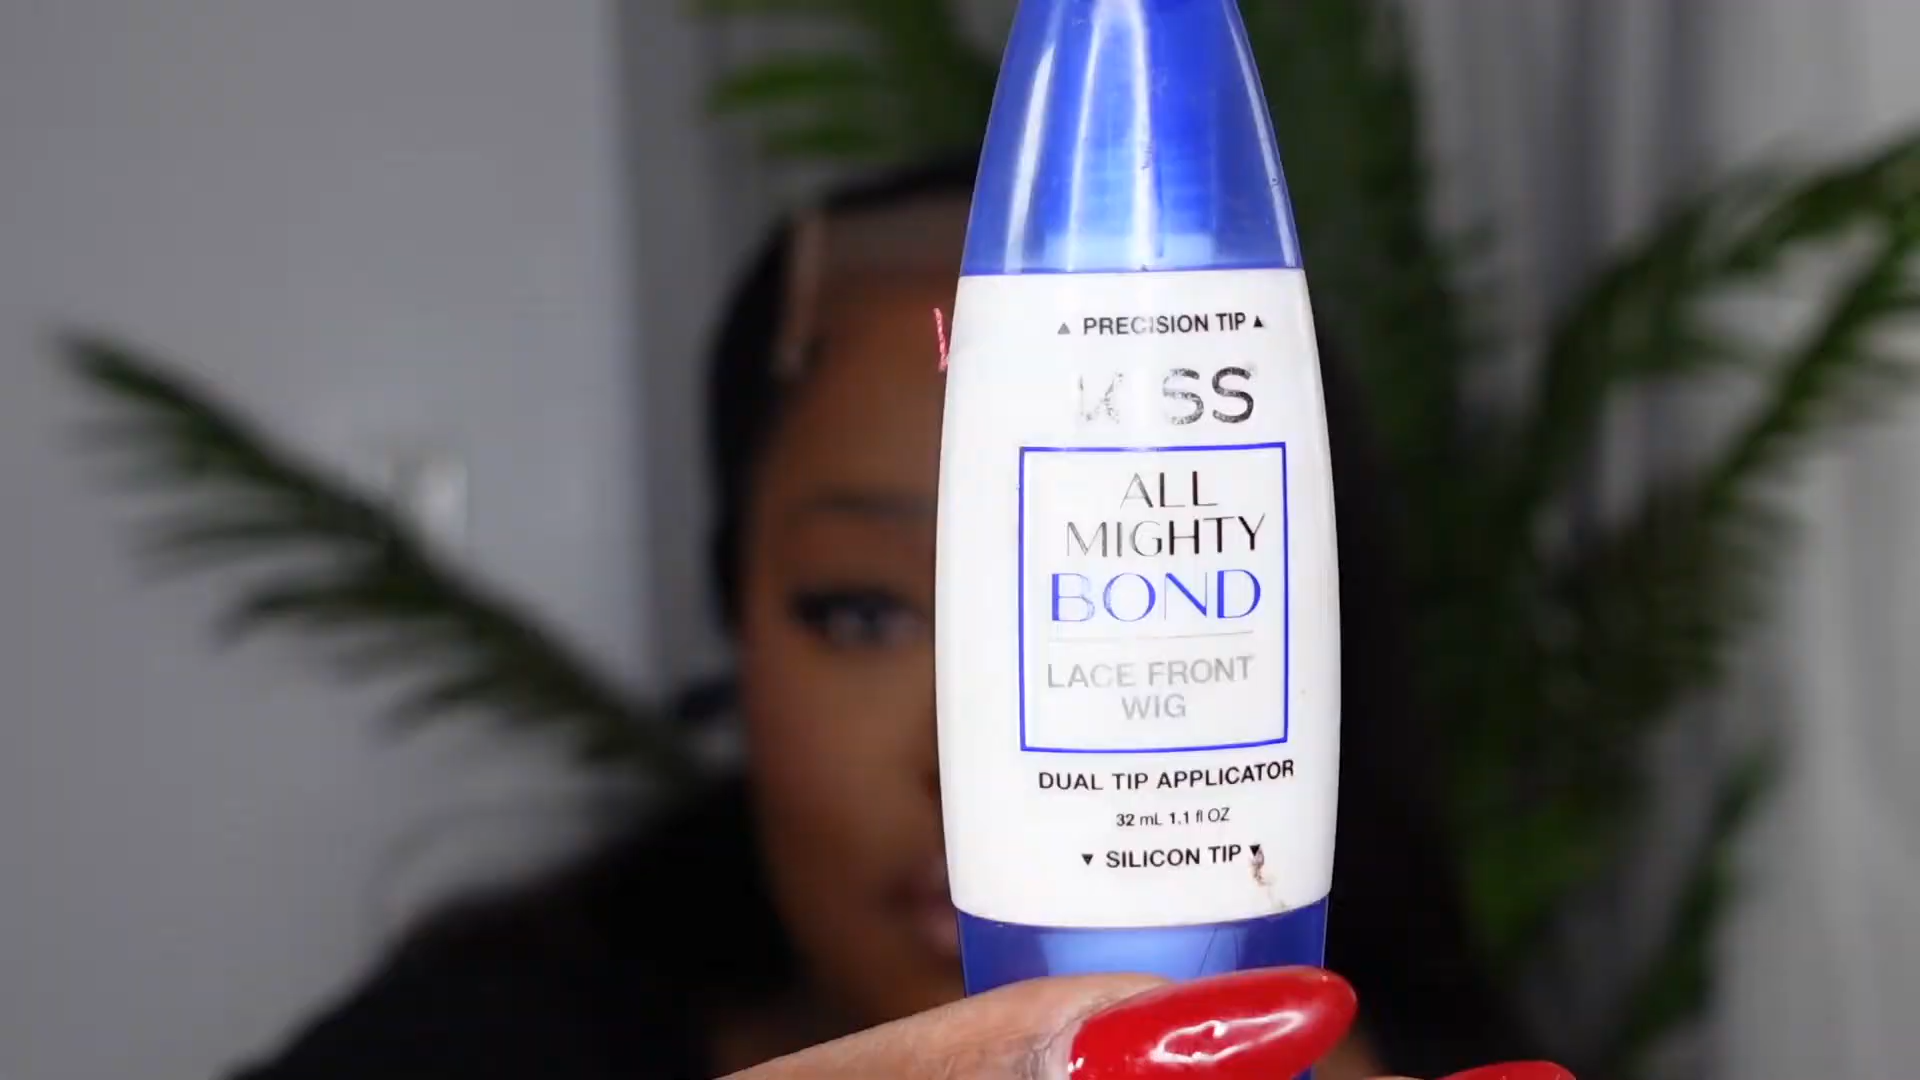 ▲ PRECISION TIP ▲
KISS
ALL
MIGHTY
BOND
LACE FRONT
WIG
DUAL TIP APPLICATOR
32 mL 1.1 fl OZ
▼ SILICON TIP ▼